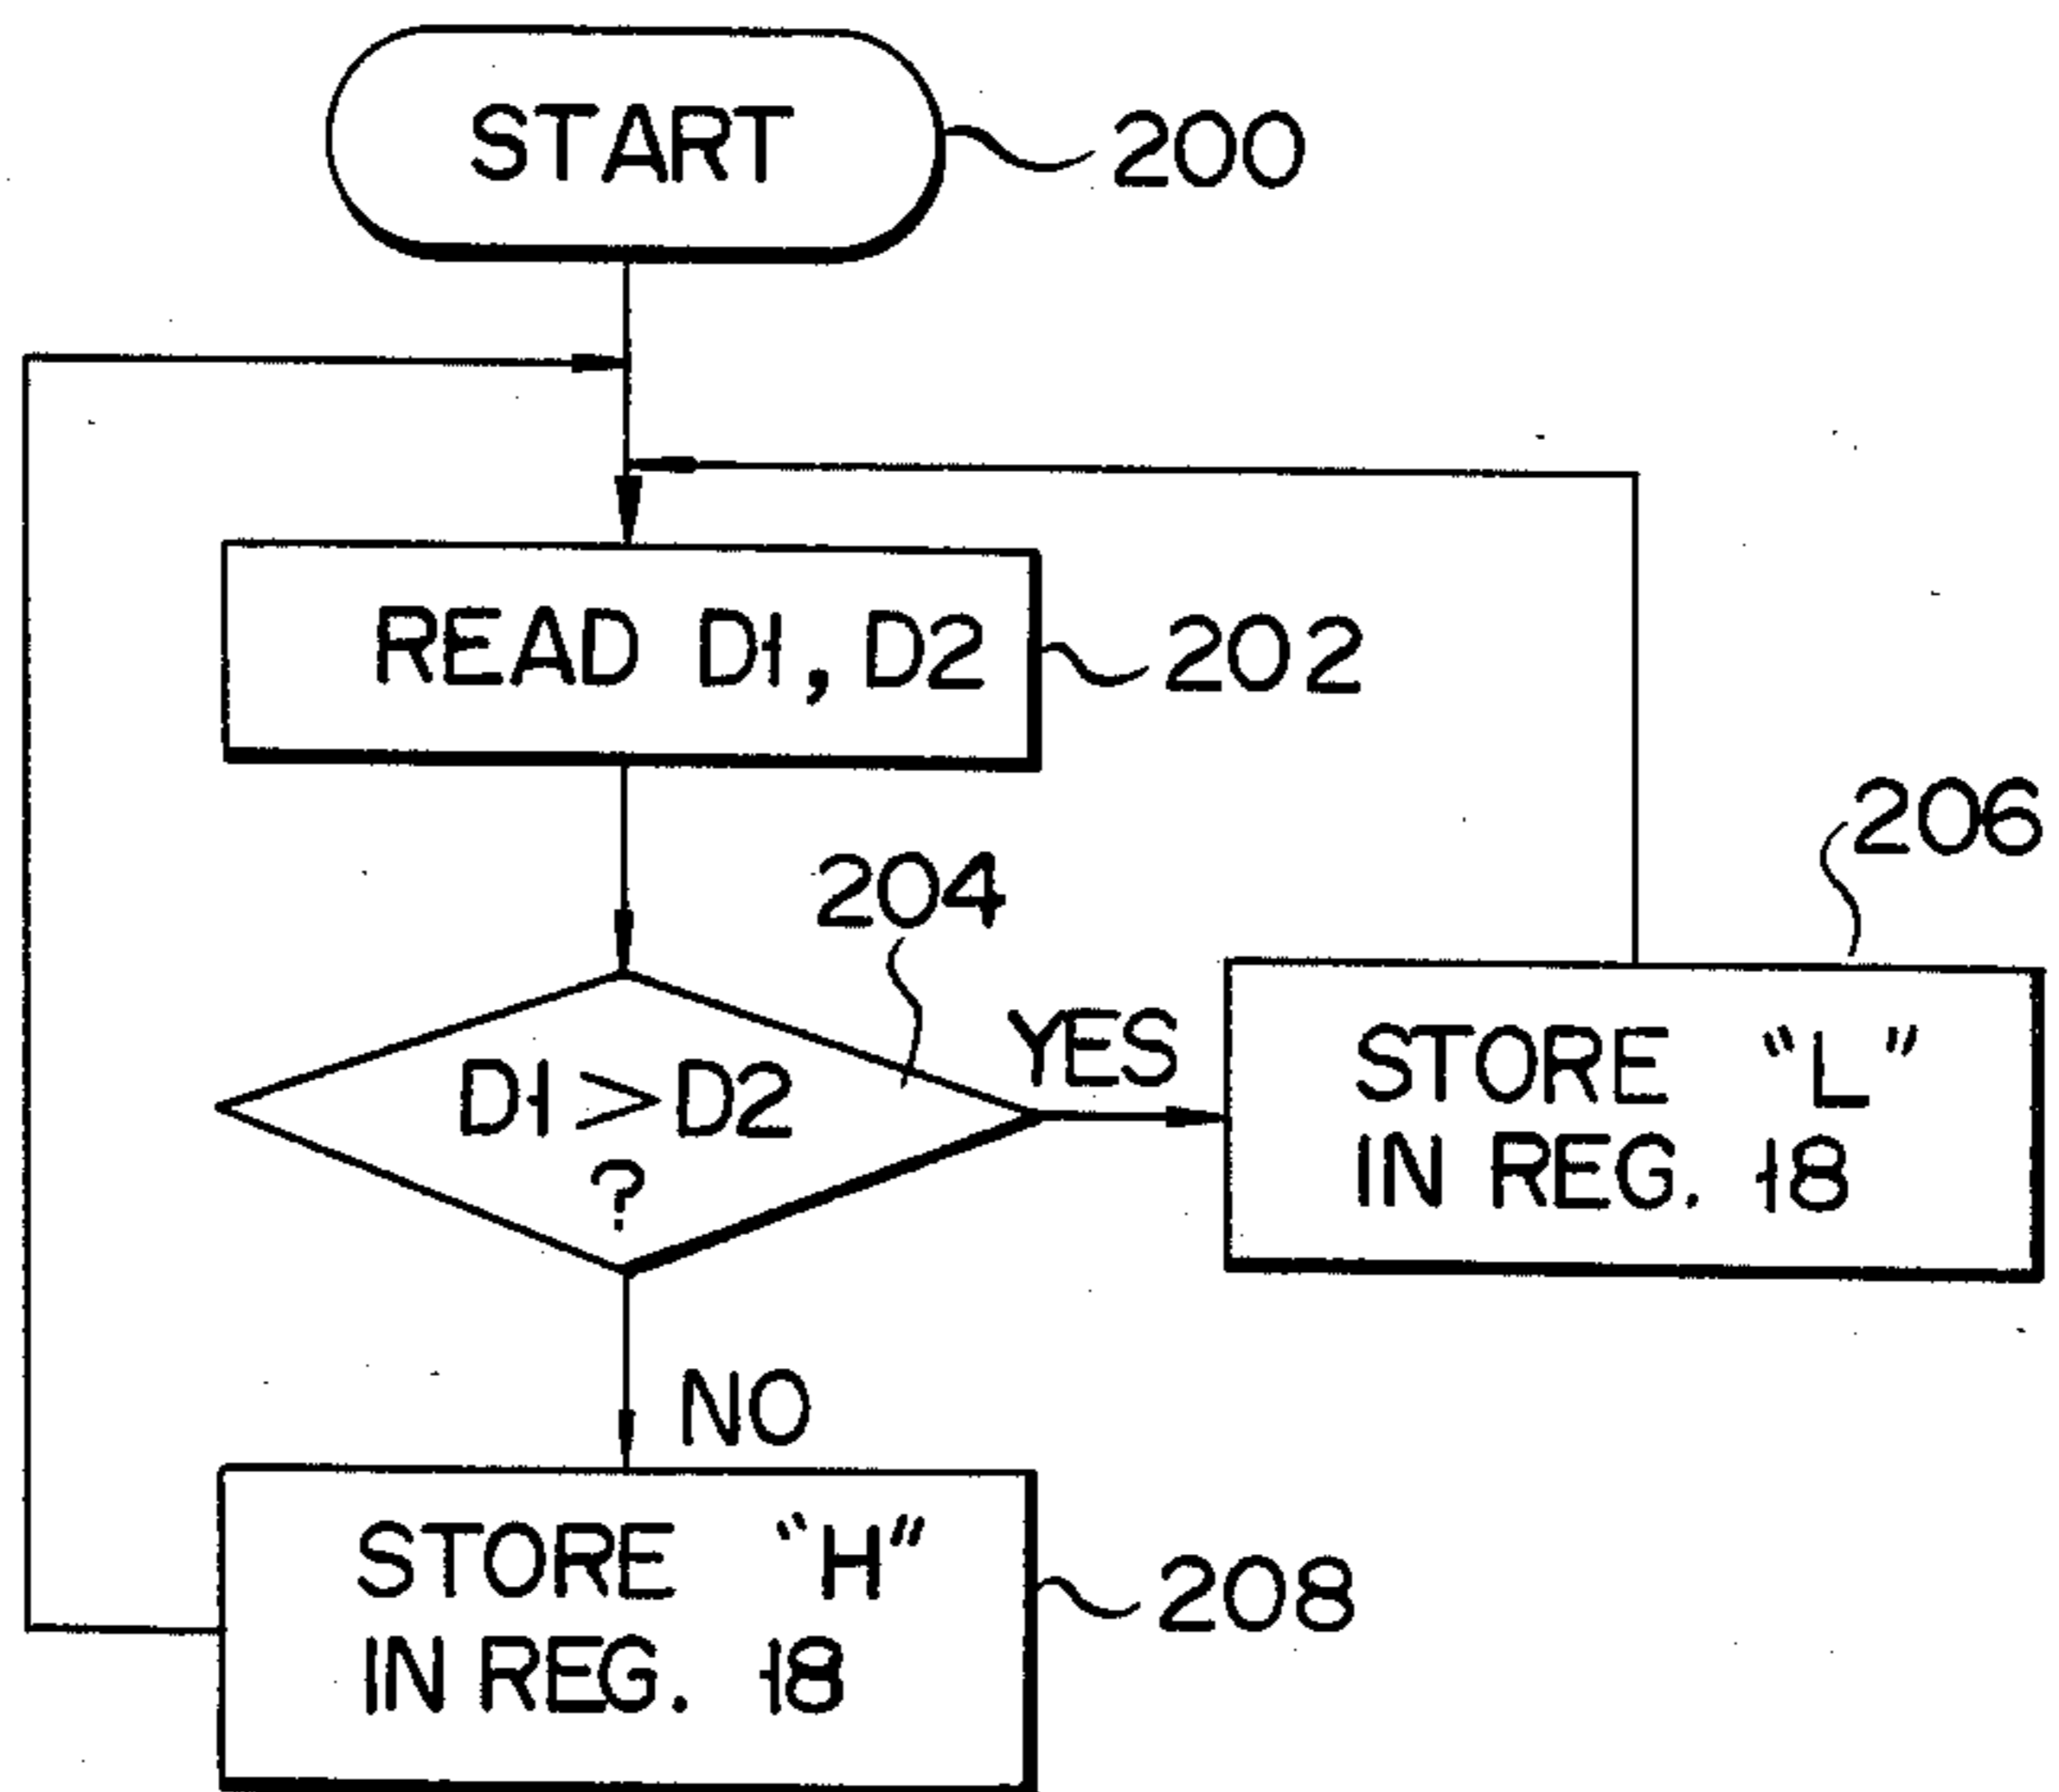 START
200
READ D1, D2
202
204
D1 > D2
?
YES
206
STORE "L"
IN REG. 18
NO
STORE "H"
IN REG. 18
208